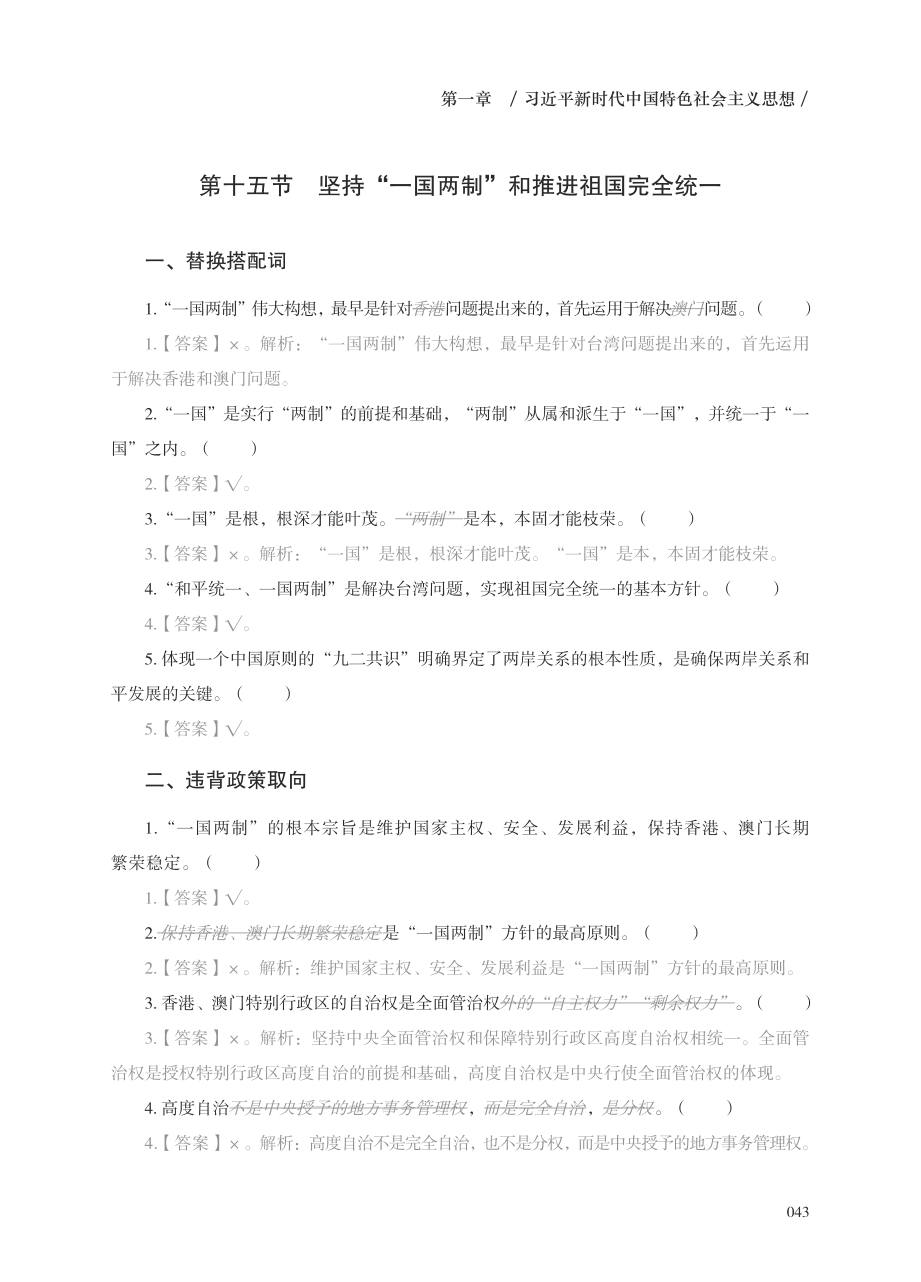 第一章 / 习近平新时代中国特色社会主义思想 /
第十五节 坚持“一国两制”和推进祖国完全统一
一、替换搭配词
1.“一国两制”伟大构想，最早是针对香港问题提出来的，首先运用于解决澳门问题。（　　）
1.【答案】×。解析：“一国两制”伟大构想，最早是针对台湾问题提出来的，首先运用
于解决香港和澳门问题。
2.“一国”是实行“两制”的前提和基础，“两制”从属和派生于“一国”，并统一于“一
国”之内。（　　）
2.【答案】√。
3.“一国”是根，根深才能叶茂。“两制”是本，本固才能枝荣。（　　）
3.【答案】×。解析：“一国”是根，根深才能叶茂。“一国”是本，本固才能枝荣。
4.“和平统一、一国两制”是解决台湾问题，实现祖国完全统一的基本方针。（　　）
4.【答案】√。
5. 体现一个中国原则的“九二共识”明确界定了两岸关系的根本性质，是确保两岸关系和
平发展的关键。（　　）
5.【答案】√。
二、违背政策取向
1.“一国两制”的根本宗旨是维护国家主权、安全、发展利益，保持香港、澳门长期
繁荣稳定。（　　）
1.【答案】√。
2. 保持香港、澳门长期繁荣稳定是“一国两制”方针的最高原则。（　　）
2.【答案】×。解析：维护国家主权、安全、发展利益是“一国两制”方针的最高原则。
3. 香港、澳门特别行政区的自治权是全面管治权外的“自主权力”“剩余权力”。（　　）
3.【答案】×。解析：坚持中央全面管治权和保障特别行政区高度自治权相统一。全面管
治权是授权特别行政区高度自治的前提和基础，高度自治权是中央行使全面管治权的体现。
4. 高度自治不是中央授予的地方事务管理权，而是完全自治，是分权。（　　）
4.【答案】×。解析：高度自治不是完全自治，也不是分权，而是中央授予的地方事务管理权。
043